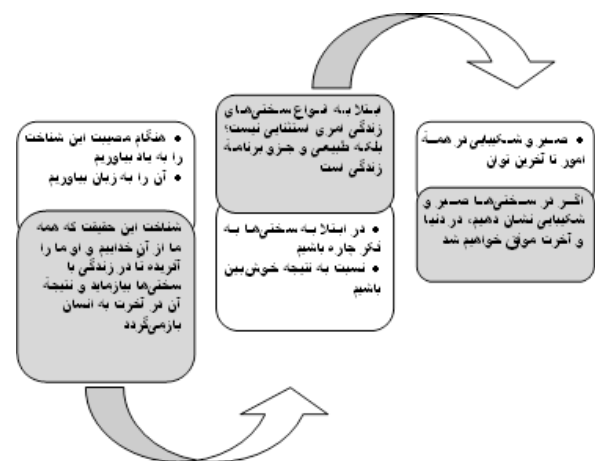 • هنگام مصیبت این شناخت
را به یاد بیاوریم
• آن را به زبان بیاوریم
شناخت این حقیقت که همه
ما از آن خداییم و او ما را
آفریده تا در زندگی با
سختی‌ها بیازماید و نتیجۀ
آن در آخرت به انسان
بازمی‌گردد
ابتلا به انواع سختی‌های
زندگی امری استثنایی نیست؛
بلکه طبیعی و جزو برنامۀ
زندگی است
• در ابتلا به سختی‌ها به
فکر چاره باشیم
• نسبت به نتیجه خوش‌بین
باشیم
• صبر و شکیبایی در همۀ
امور تا آخرین توان
اگر در سختی‌ها صبر و
شکیبایی نشان دهیم، در دنیا
و آخرت موفق خواهیم شد